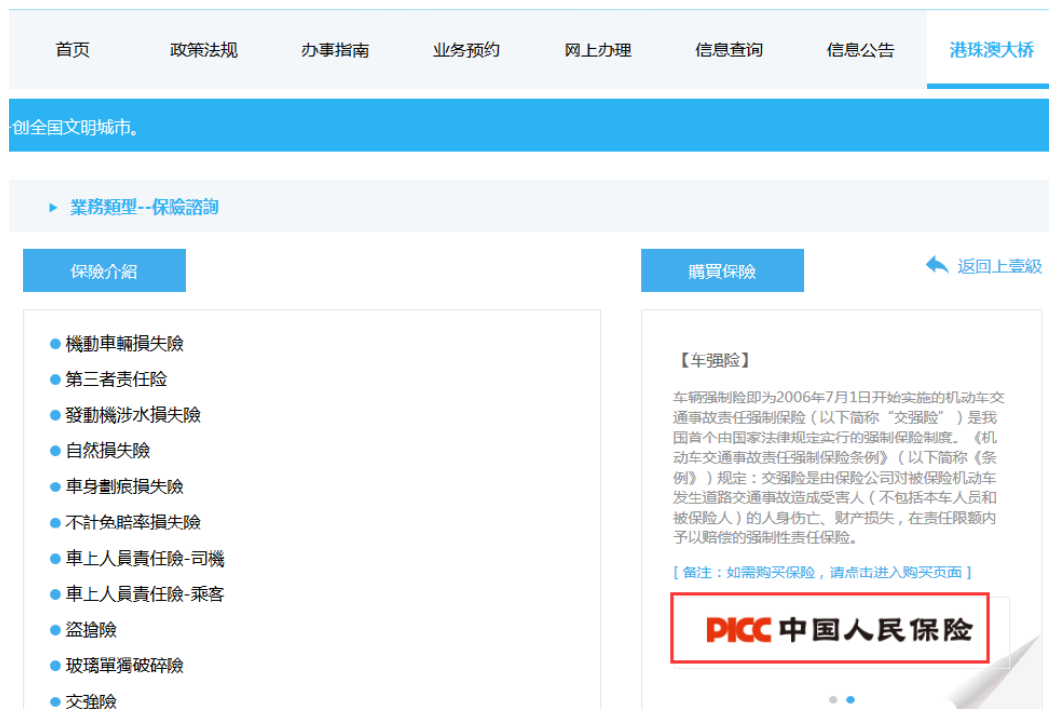 首页 政策法规 办事指南 业务预约 网上办理 信息查询 信息公告 港珠澳大桥
创全国文明城市。
業務類型--保險諮詢
保險介紹
機動車輛損失險
第三者责任险
發動機涉水損失險
自然損失險
車身劃痕損失險
不計免賠率損失險
車上人員責任險-司機
車上人員責任險-乘客
盜搶險
玻璃單獨破碎險
交強險
購買保險
返回上壹級
【车强险】
车辆强制险即为2006年7月1日开始实施的机动车交
通事故责任强制保险（以下简称“交强险”）是我
国首个由国家法律规定实行的强制保险制度。《机
动车交通事故责任强制保险条例》（以下简称《条
例》）规定：交强险是由保险公司对被保险机动车
发生道路交通事故造成受害人（不包括本车人员和
被保险人）的人身伤亡、财产损失，在责任限额内
予以赔偿的强制性责任保险。
[ 备注：如需购买保险，请点击进入购买页面 ]
PICC 中国人民保险